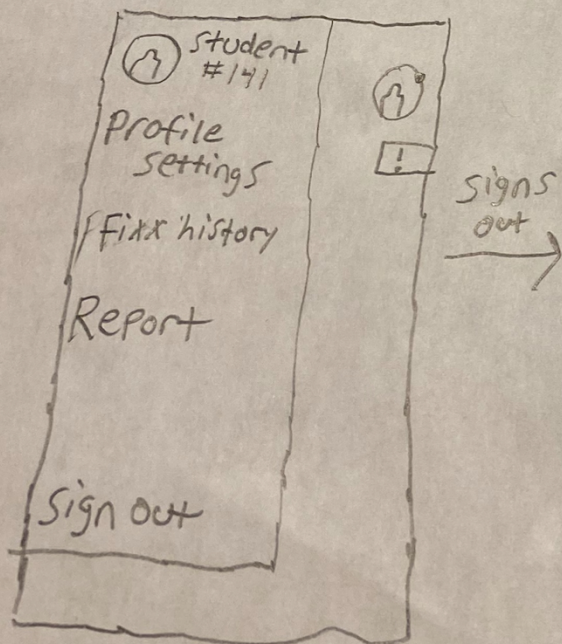 student
#141
Profile
settings
Fixx history
Report
Sign out
!
signs
out